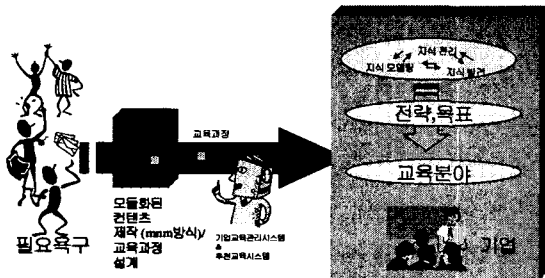 지식 관리
지식 모델링
지식 발견
전략,목표
교육분야
기업
교육과정
필요욕구
모듈화된
컨텐츠
제작 (mnm방식)/
교육과정
설계
기업교육관리시스템
&
추천교육시스템